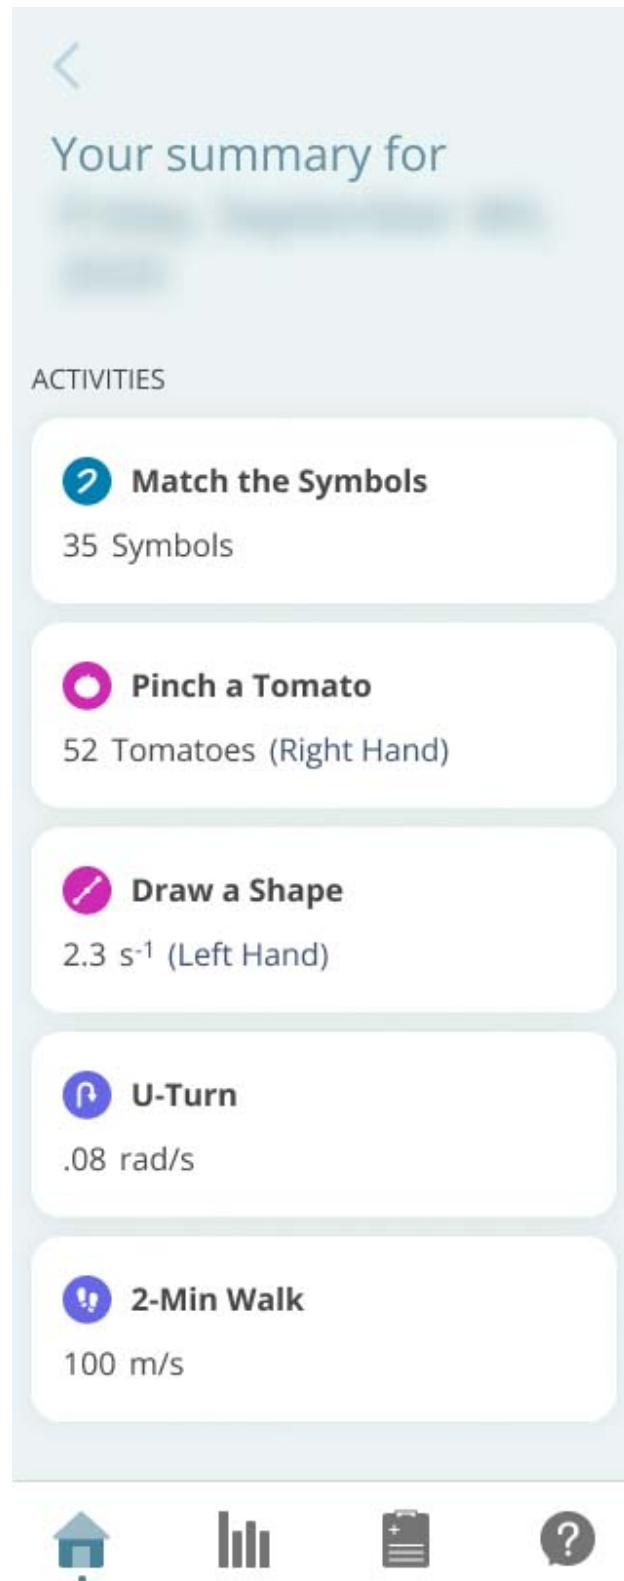 Your summary for
ACTIVITIES
Match the Symbols
35 Symbols
Pinch a Tomato
52 Tomatoes (Right Hand)
Draw a Shape
2.3 s⁻¹ (Left Hand)
U-Turn
.08 rad/s
2-Min Walk
100 m/s
?